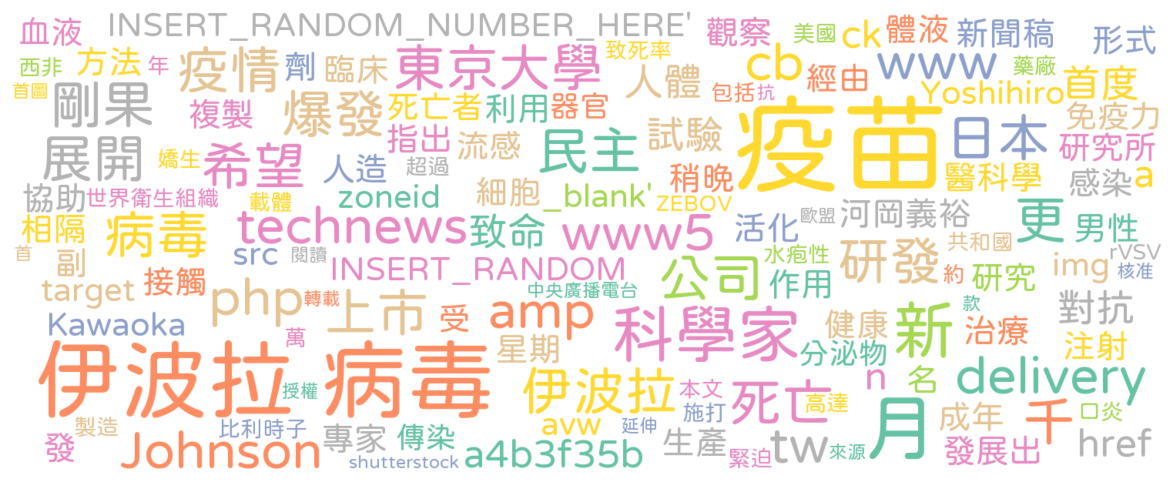 血液 INSERT_RANDOM_NUMBER_HERE' 觀察 美國 ck 體液 新聞稿 形式
西非 方法 年 疫情 劑 臨床 東京大學 致死率 人體 cb 經由 www 藥廠 首度
首圖 剛果 複製 爆發 死亡者 利用 器官 包括 抗 Yoshihiro 免疫力
展開 嬌生 希望 人造 指出 超過 流感 民主 試驗 疫苗 日本 研究所
協助 世界衛生組織 載體 zoneid 細胞 _blank' ZEBOV 稍晚 歐盟 醫科學 感染 a
相隔 病毒 technews 致命 www5 活化 河岡義裕 更 男性
首 副 接觸 src 閱讀 INSERT_RANDOM 公司 水疱性 作用 研發 共和國 約 研究 img rVSV 核准
target php 轉載 上市 受 amp 中央廣播電台 科學家 健康 新 款 治療 對抗
Kawaoka 萬 星期 分泌物 注射
伊波拉病毒 授權 伊波拉 本文 施打 死亡 高達 n 名 delivery
製造 比利時子 avw 延伸 月 成年 千 口炎
發 Johnson 專家 傳染 shutterstock a4b3f35b 生產 緊迫 tw 來源 發展出 href